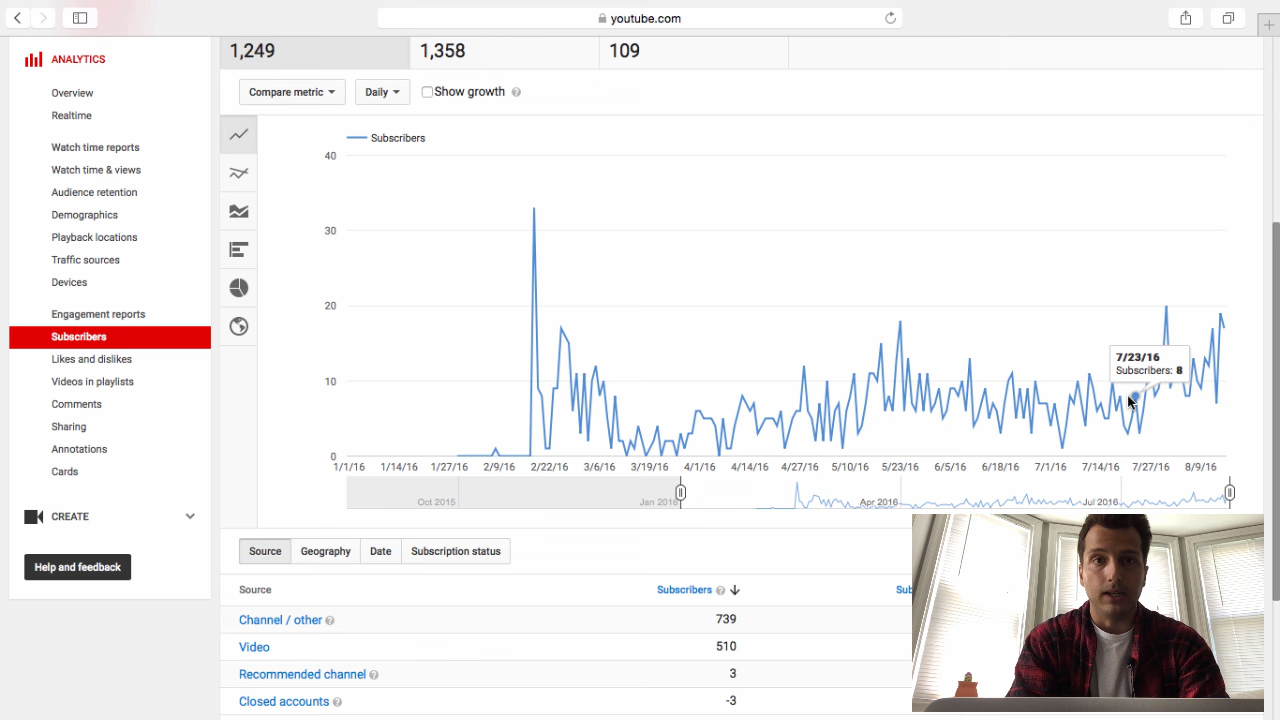 youtube.com
ANALYTICS
Overview
Realtime
Watch time reports
Watch time & views
Audience retention
Demographics
Playback locations
Traffic sources
Devices
Engagement reports
Subscribers
Likes and dislikes
Videos in playlists
Comments
Sharing
Annotations
Cards
CREATE
Help and feedback
1,249 1,358 109
Compare metric Daily Show growth ?
Subscribers
40
30
20
10
0
7/23/16
Subscribers: 8
1/1/16 1/14/16 1/27/16 2/9/16 2/22/16 3/6/16 3/19/16 4/1/16 4/14/16 4/27/16 5/10/16 5/23/16 6/5/16 6/18/16 7/1/16 7/14/16 7/27/16 8/9/16
Oct 2015 Jan 2016 Apr 2016 Jul 2016
Source Geography Date Subscription status
Source Subscribers ? Sub
Channel / other ? 739
Video 510
Recommended channel ? 3
Closed accounts ? -3